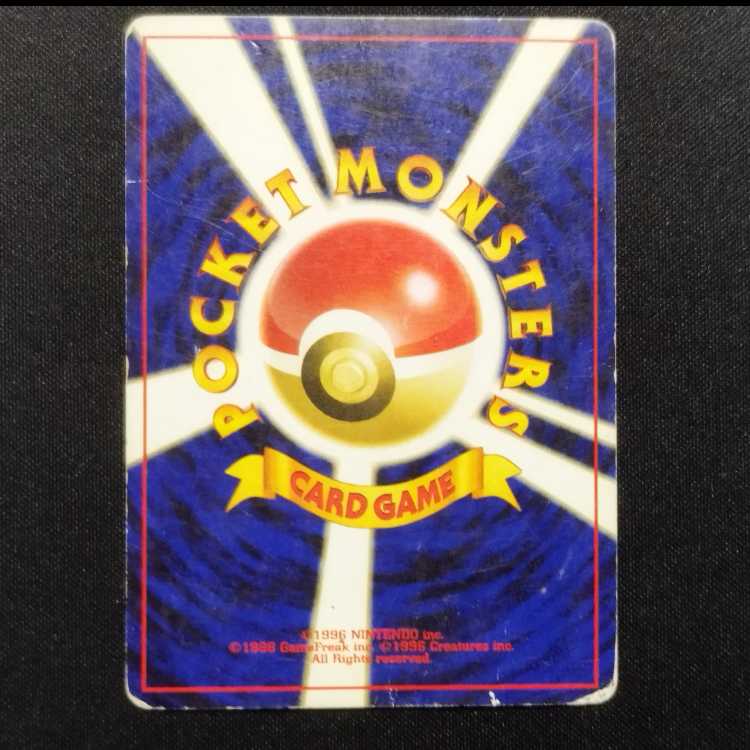 POCKET MONSTERS
CARD GAME
©1996 NINTENDO inc.
©1996 GameFreak inc. ©1996 Creatures inc.
All Rights reserved.